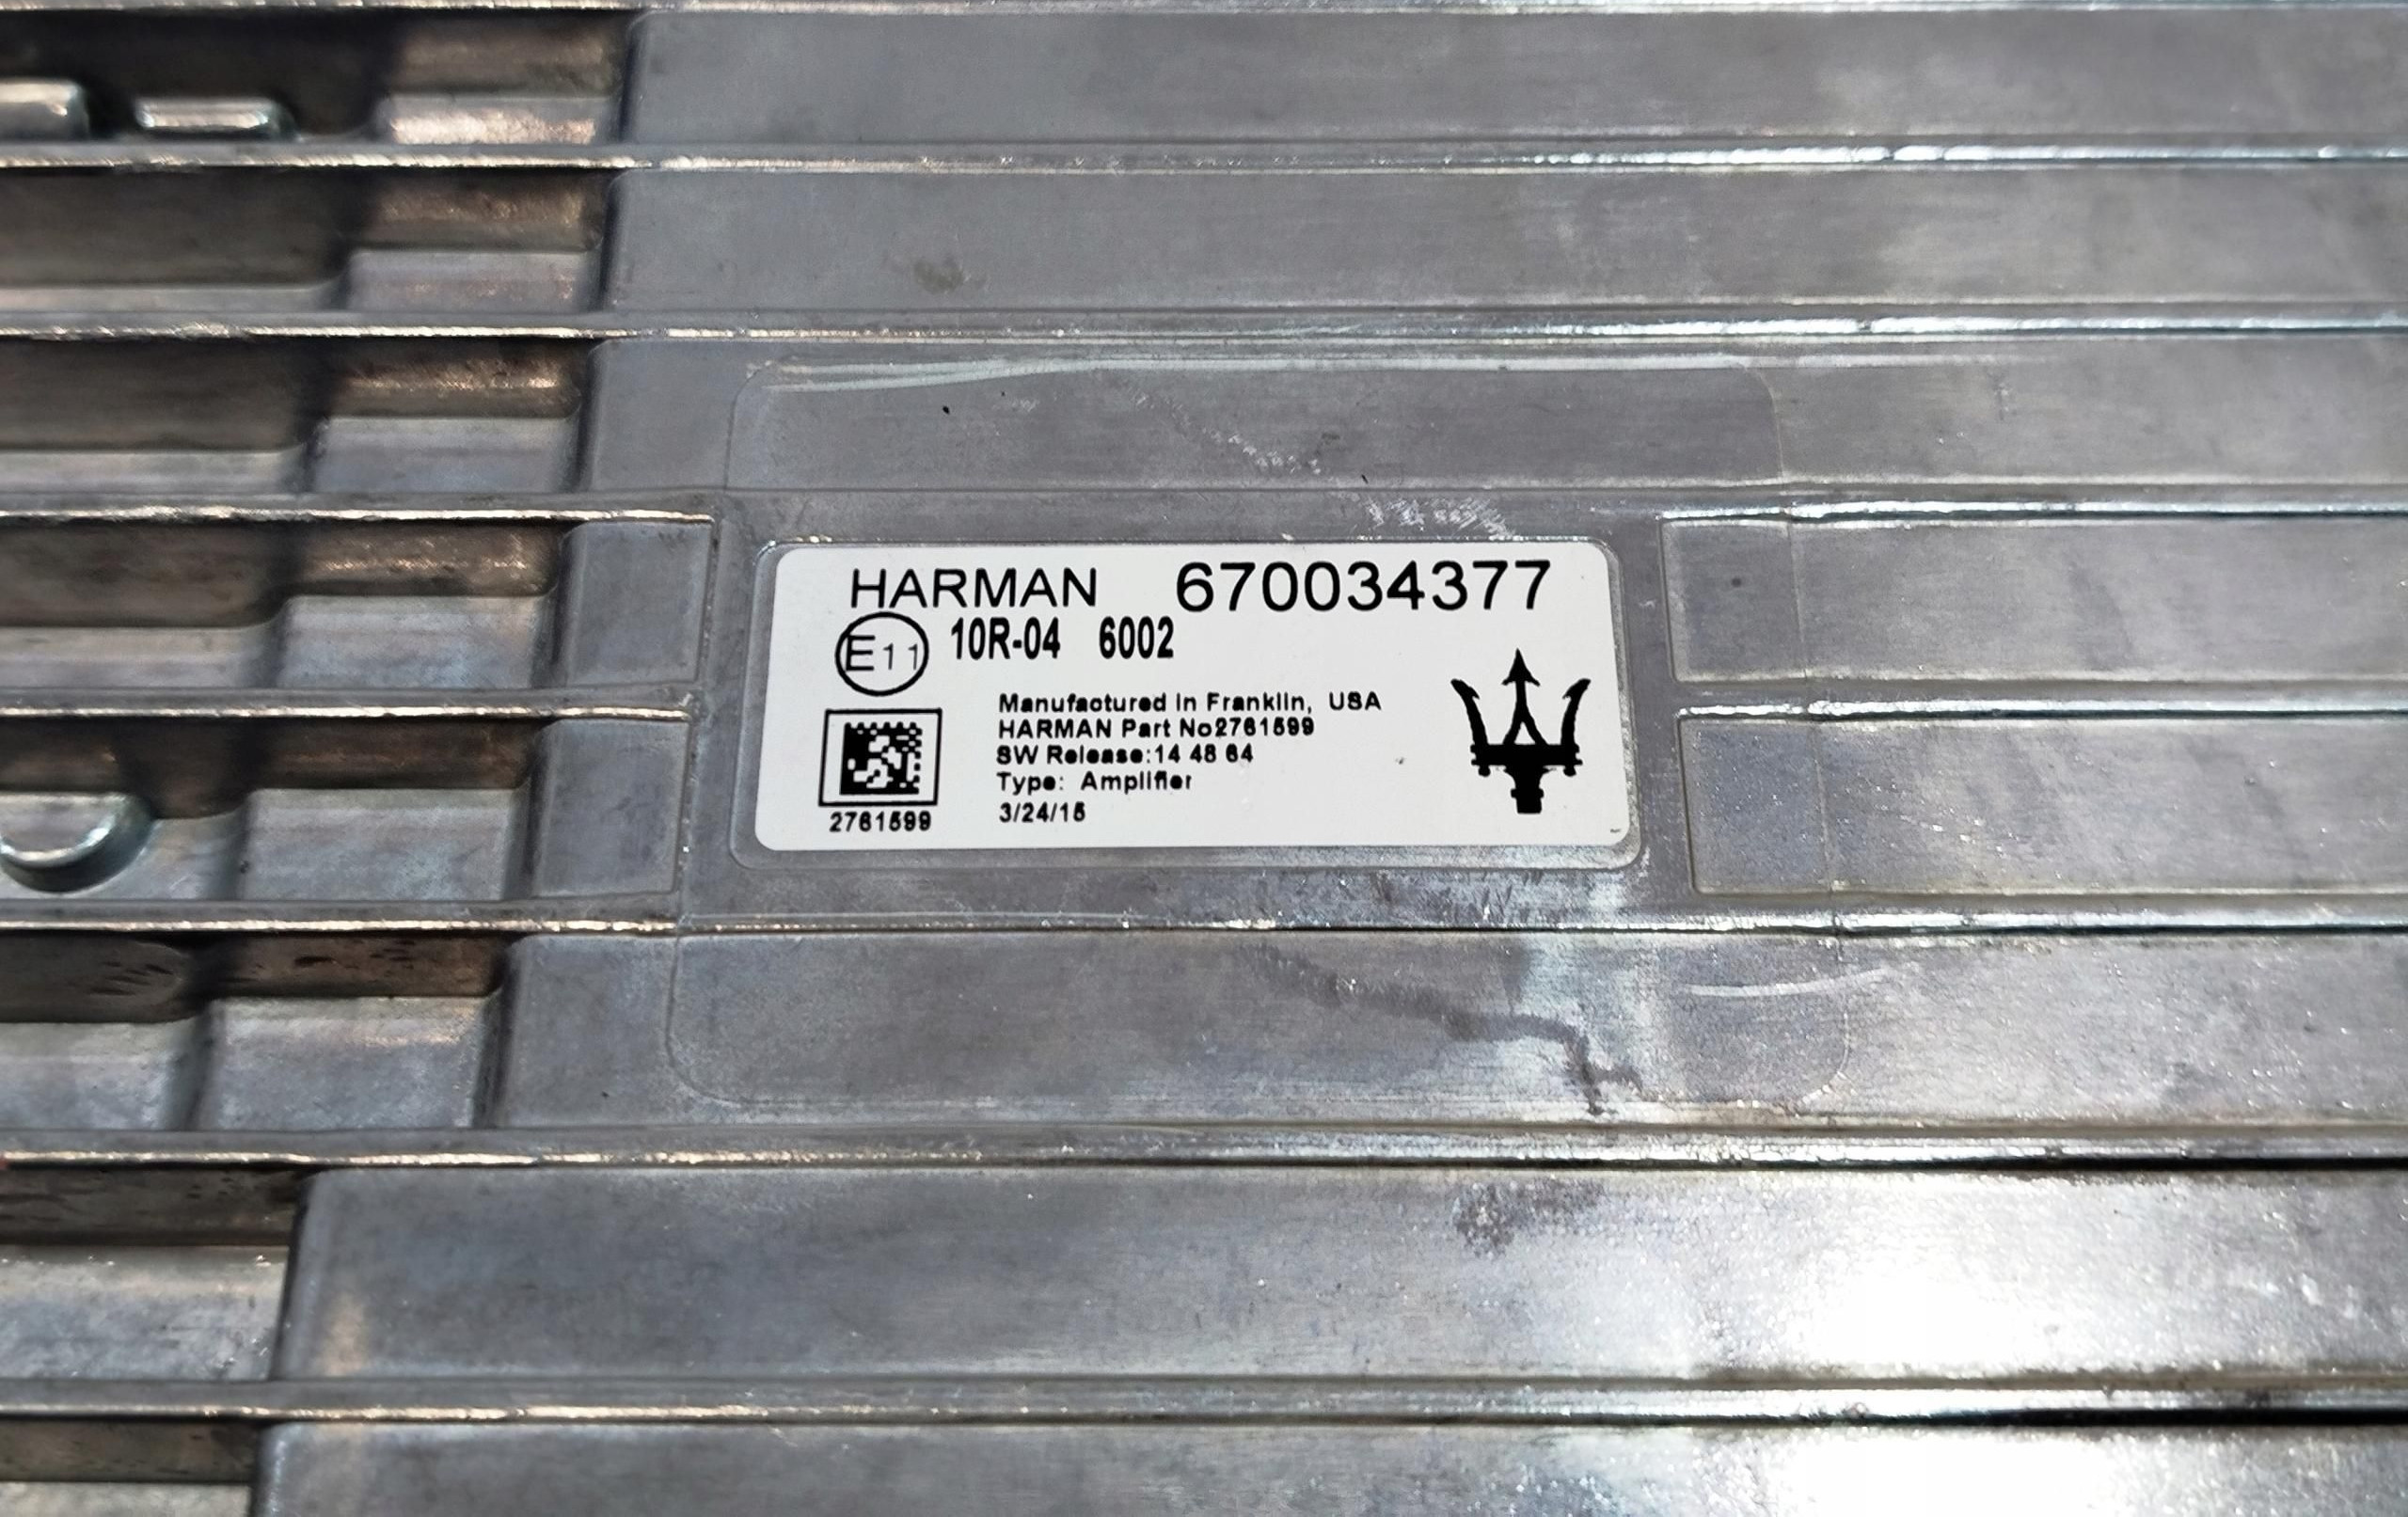 HARMAN 670034377
E11 10R-04 6002
Manufactured in Franklin, USA
HARMAN Part No2761599
SW Release:14 48 64
Type: Amplifier
3/24/15
2761599